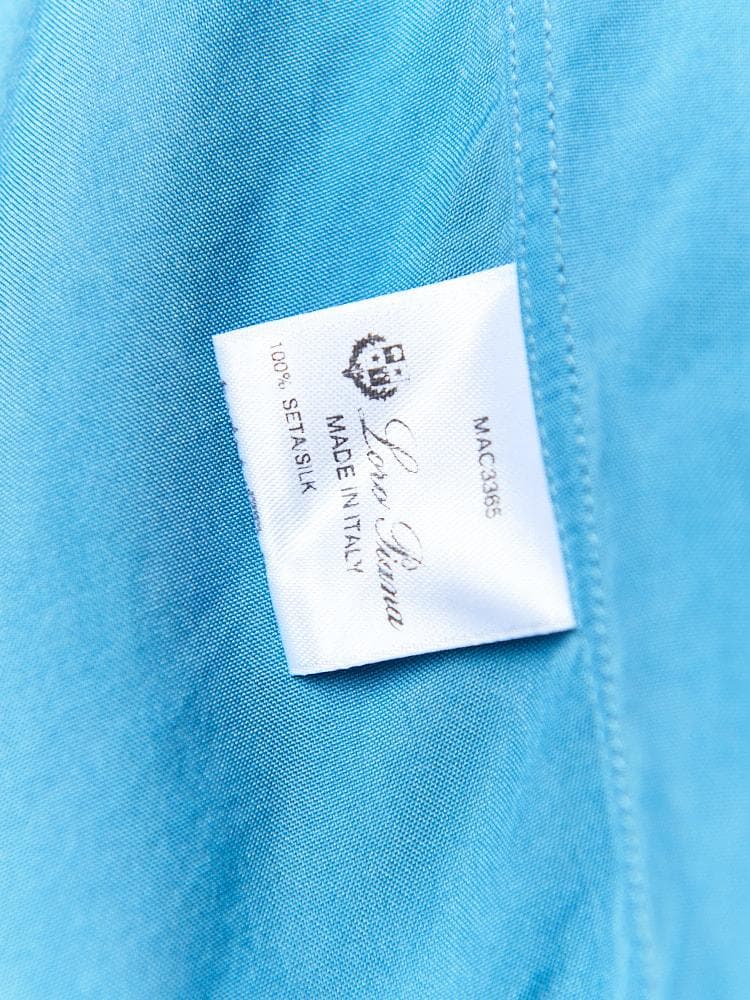 MAC3365
Loro Piana
MADE IN ITALY
100% SETA/SILK